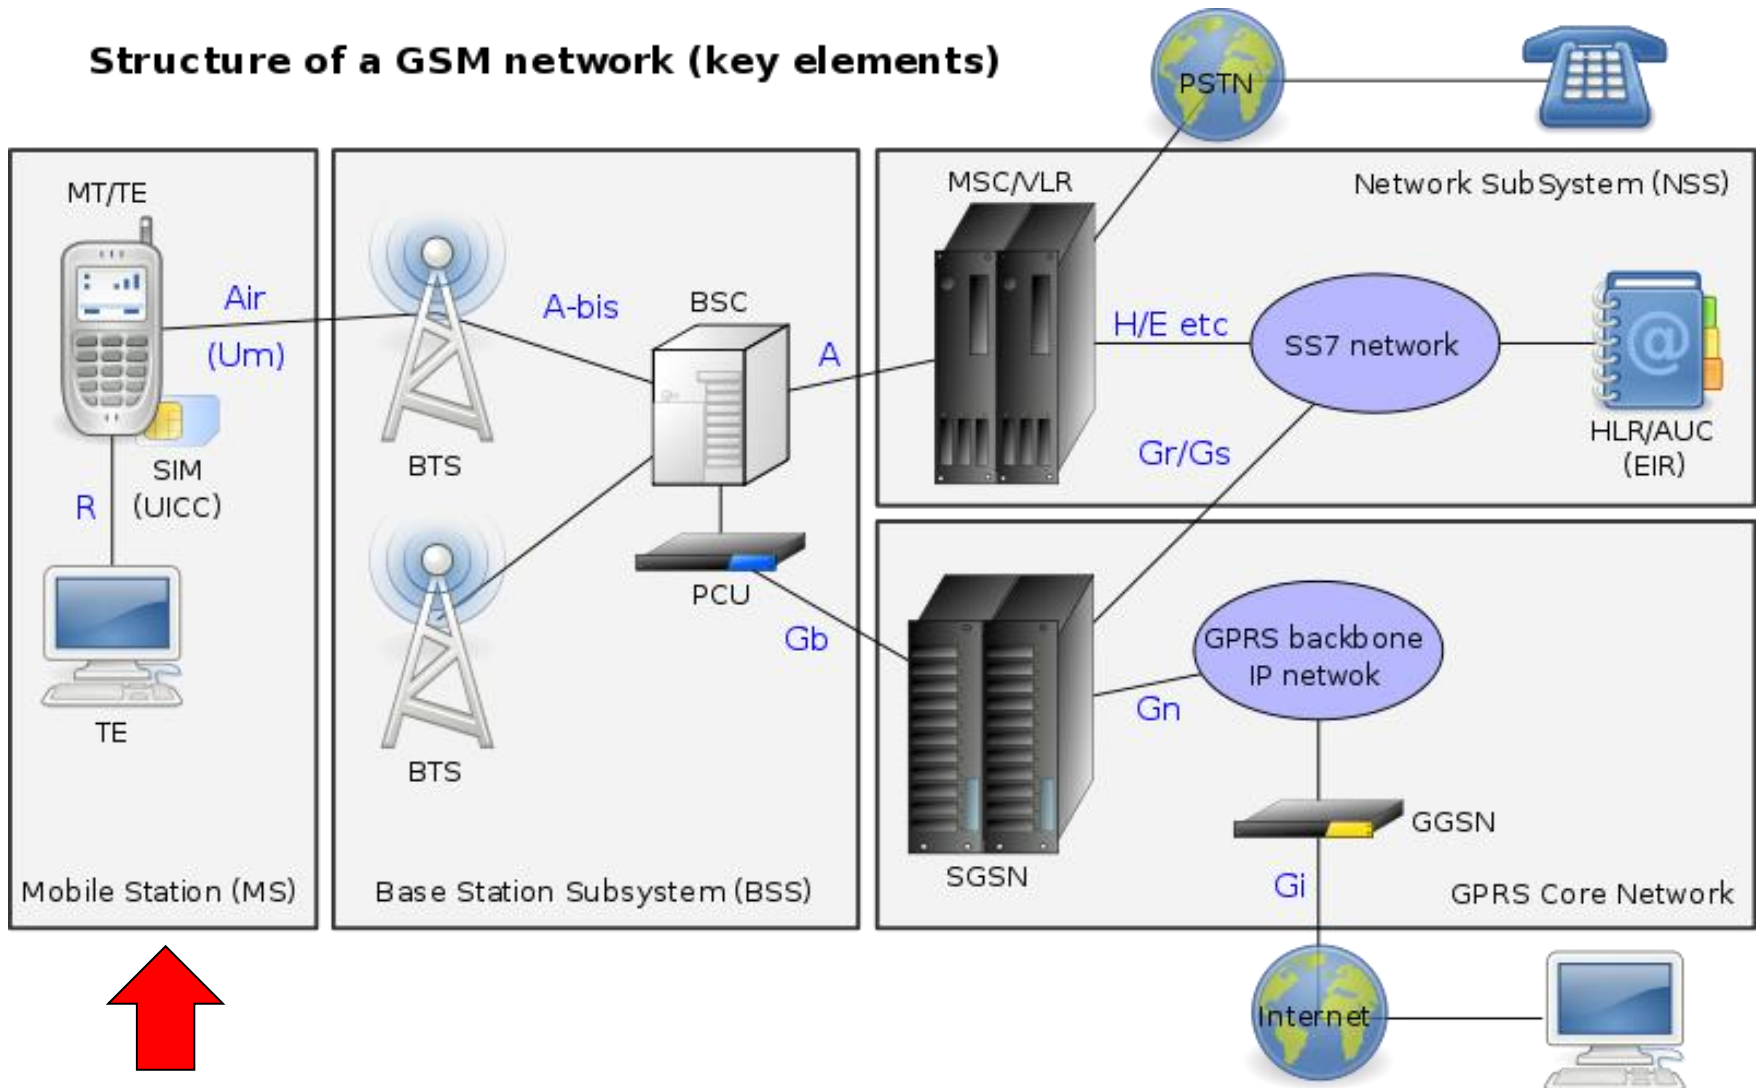 Structure of a GSM network (key elements)
PSTN
MT/TE
Air
(Um)
SIM
(UICC)
R
TE
Mobile Station (MS)
BTS
A-bis
BSC
BTS
PCU
Base Station Subsystem (BSS)
A
Gb
MSC/VLR
Network SubSystem (NSS)
H/E etc
SS7 network
HLR/AUC
(EIR)
Gr/Gs
SGSN
Gn
GPRS backbone
IP netwok
GGSN
Gi
GPRS Core Network
Internet